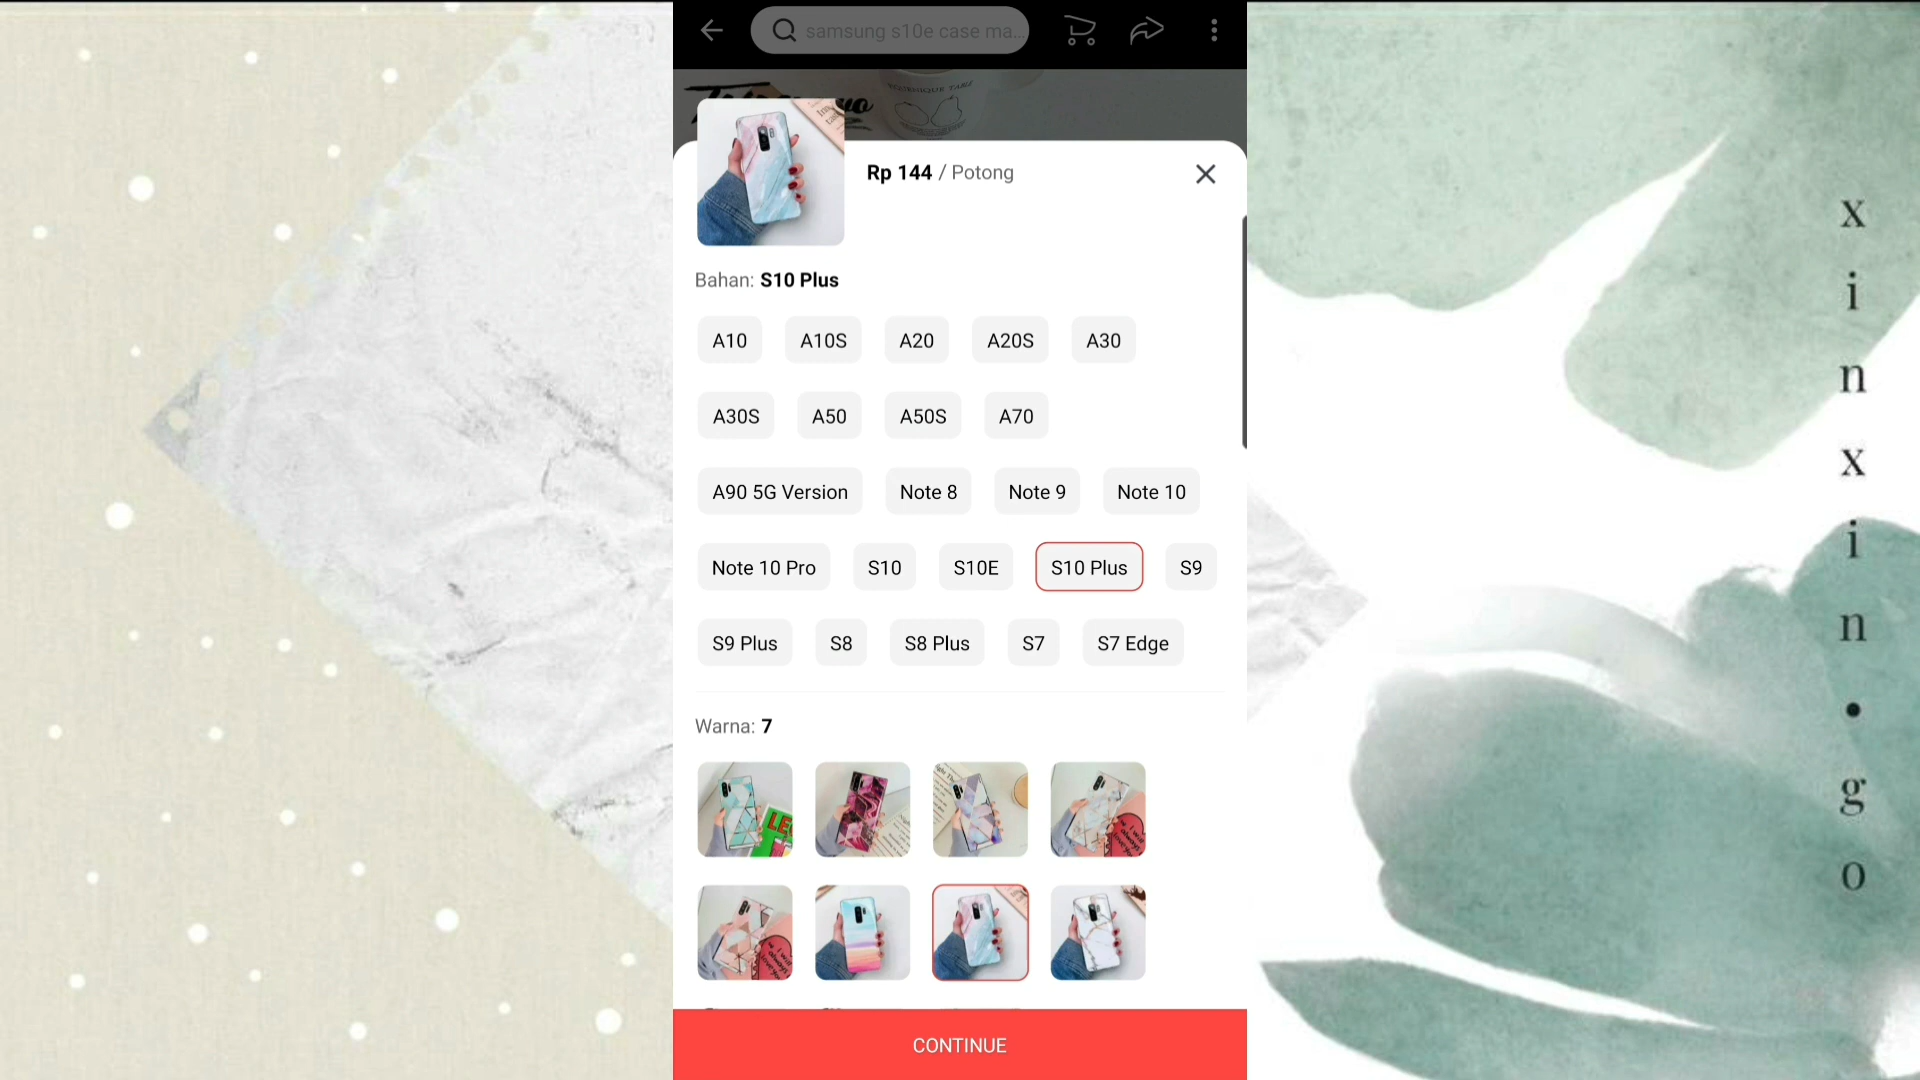 samsung s10e case ma...
Rp 144 / Potong
Bahan: S10 Plus
A10 A10S A20 A20S A30
A30S A50 A50S A70
A90 5G Version Note 8 Note 9 Note 10
Note 10 Pro S10 S10E S10 Plus S9
S9 Plus S8 S8 Plus S7 S7 Edge
Warna: 7
CONTINUE
xinxin•go